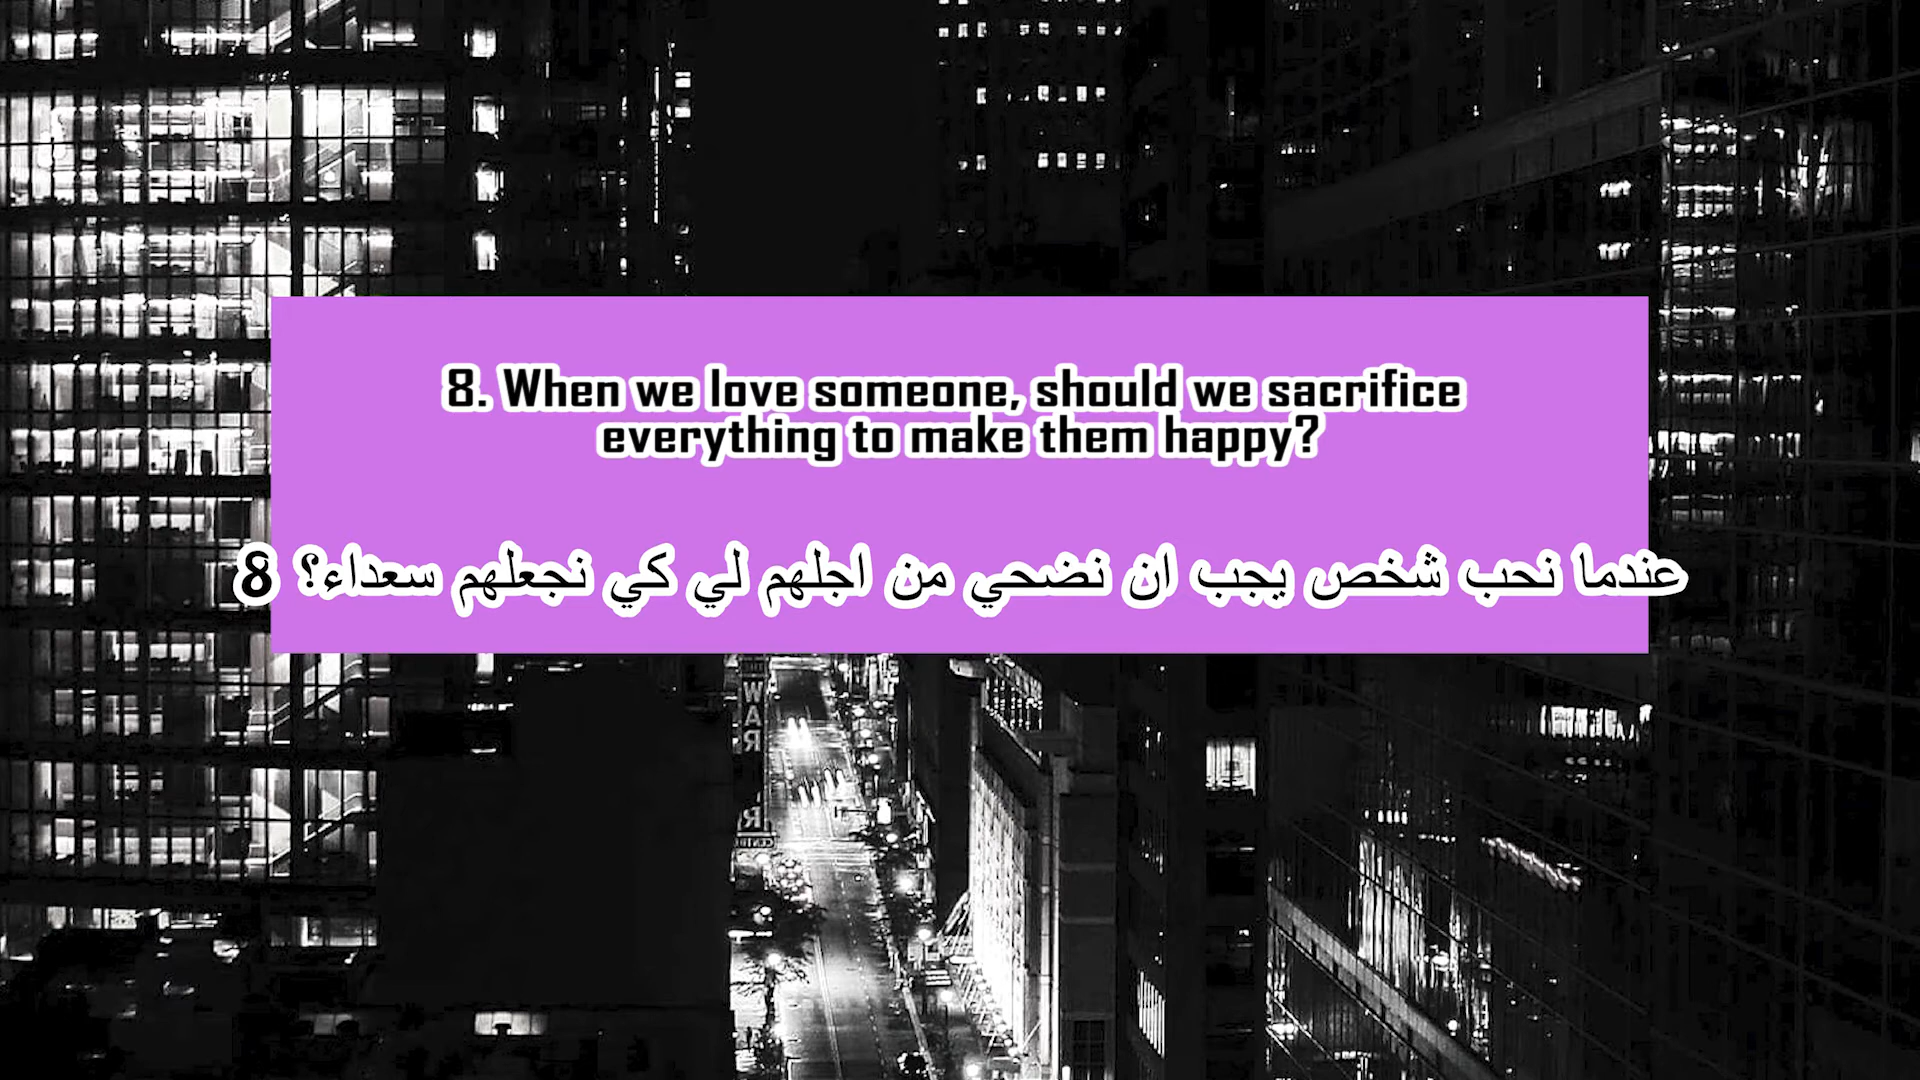 8. When we love someone, should we sacrifice
everything to make them happy?
عندما نحب شخص يجب ان نضحي من اجلهم لي كي نجعلهم سعداء؟ 8
WAR
R